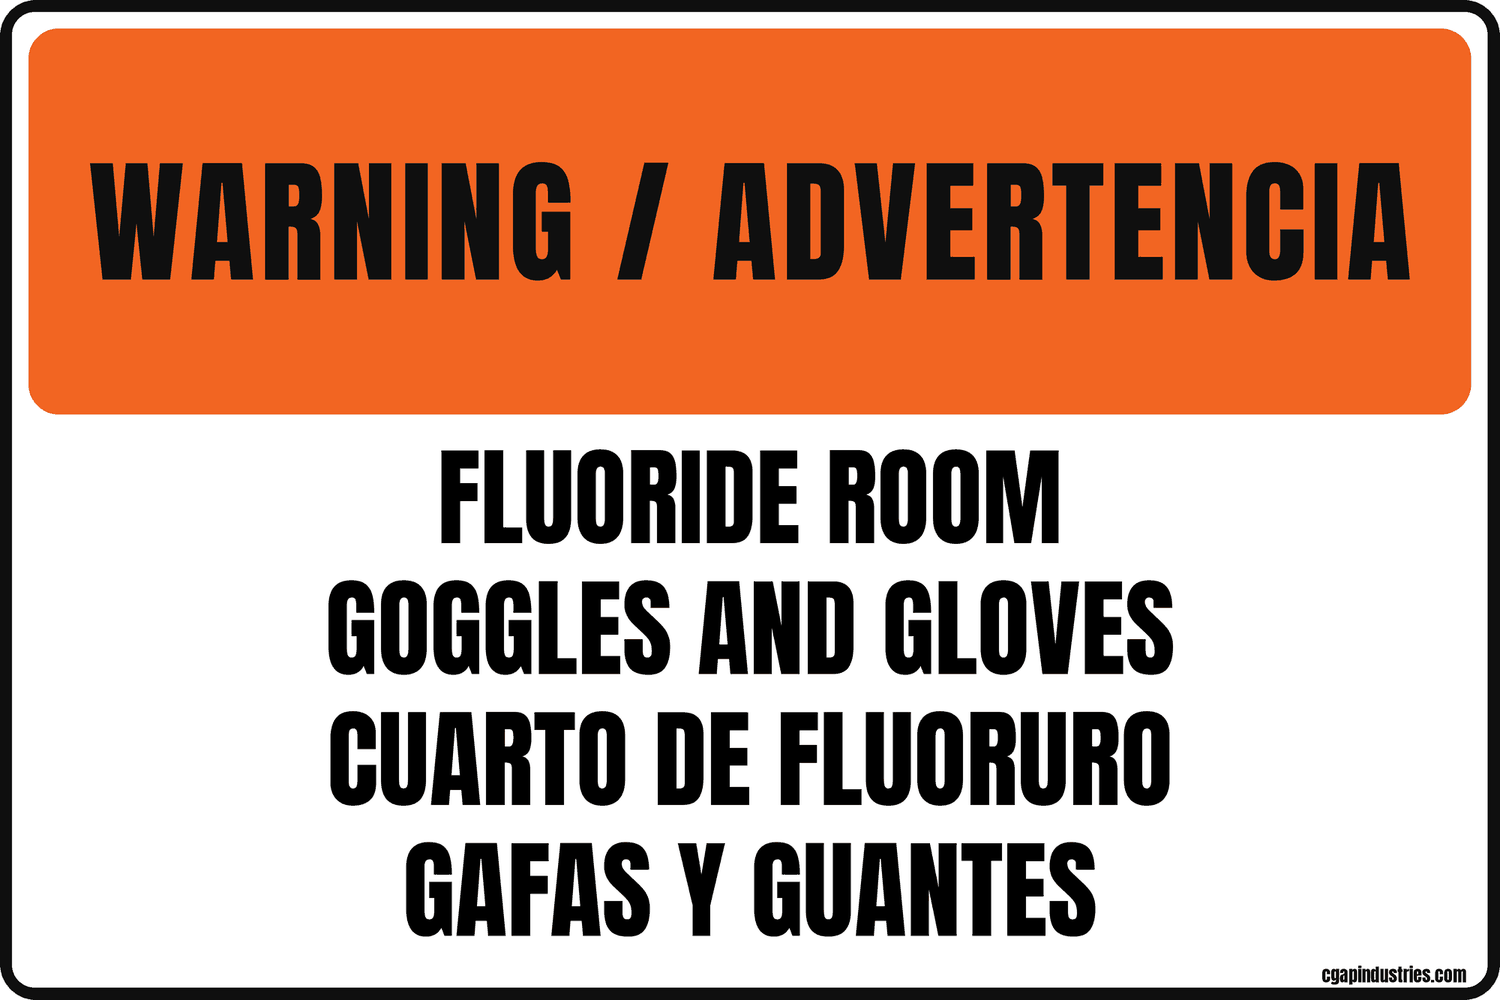 WARNING / ADVERTENCIA
FLUORIDE ROOM
GOGGLES AND GLOVES
CUARTO DE FLUORURO
GAFAS Y GUANTES
cgapindustries.com